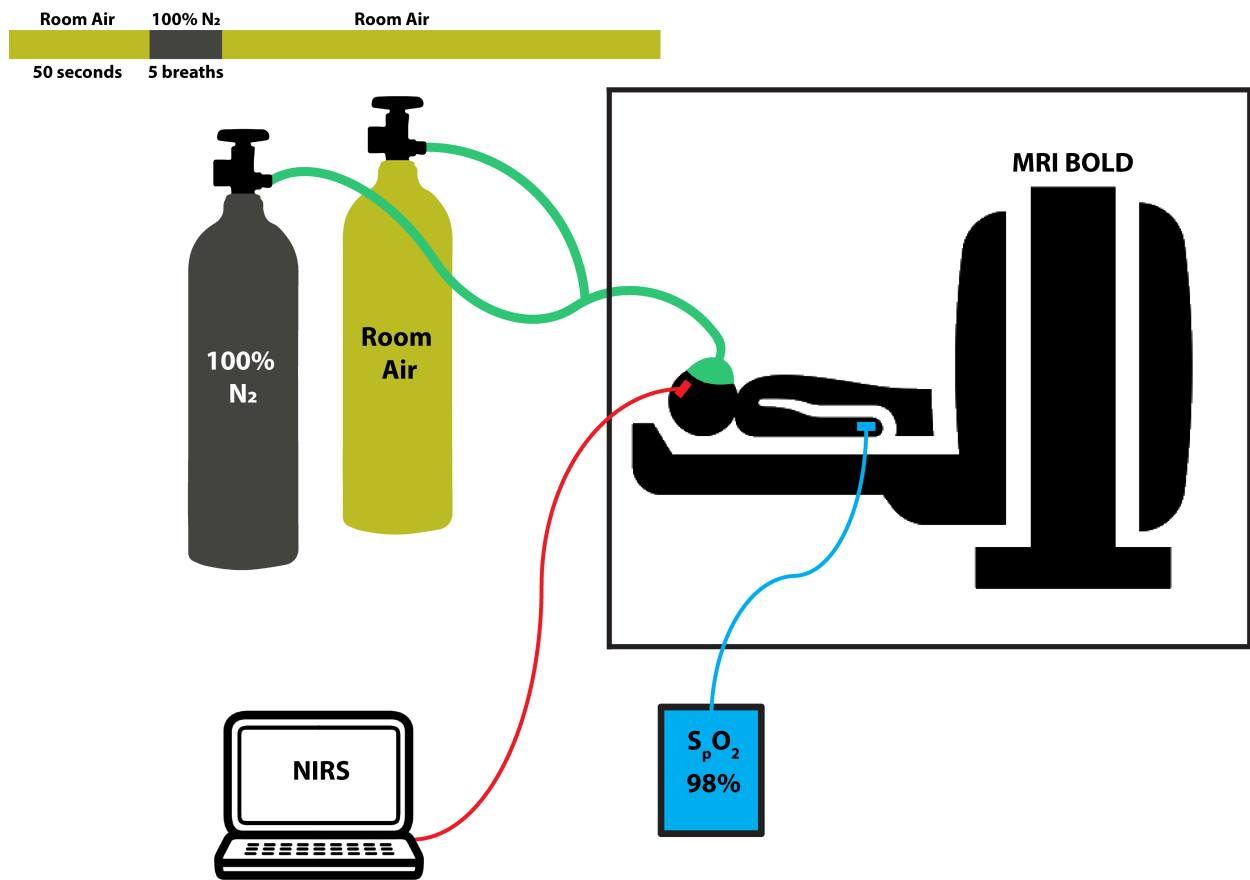 Room Air 100% N₂ Room Air
50 seconds 5 breaths
MRI BOLD
Room
Air
100%
N₂
SpO₂
98%
NIRS